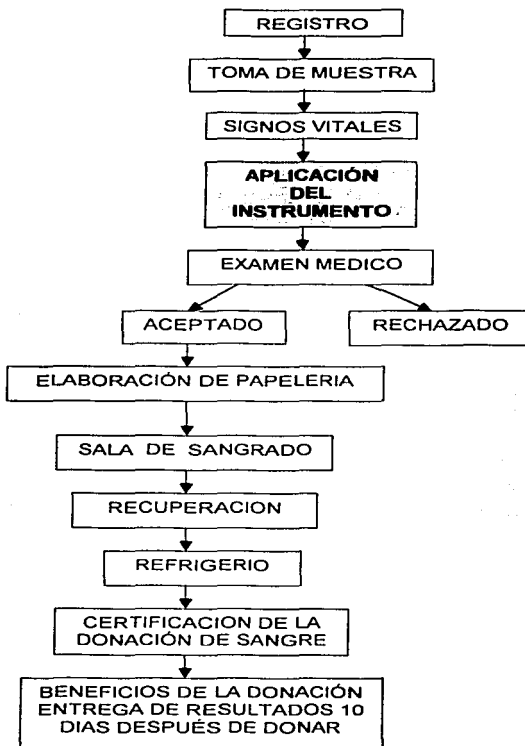 REGISTRO
TOMA DE MUESTRA
SIGNOS VITALES
APLICACIÓN
DEL
INSTRUMENTO
EXAMEN MEDICO
ACEPTADO
RECHAZADO
ELABORACIÓN DE PAPELERIA
SALA DE SANGRADO
RECUPERACION
REFRIGERIO
CERTIFICACION DE LA
DONACIÓN DE SANGRE
BENEFICIOS DE LA DONACIÓN
ENTREGA DE RESULTADOS 10
DIAS DESPUÉS DE DONAR